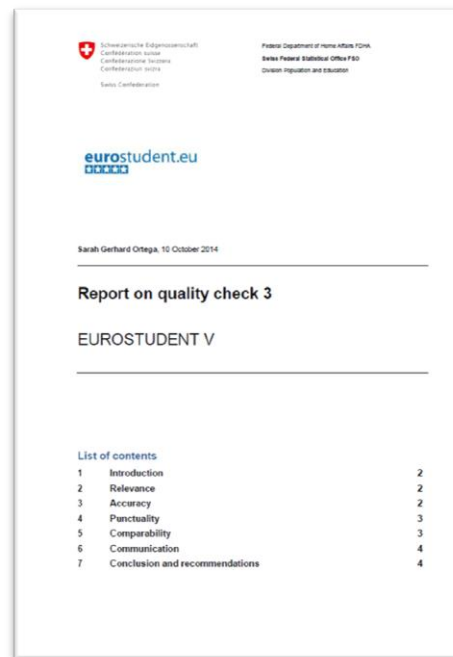 Schweizerische Eidgenossenschaft
Confédération suisse
Confederazione Svizzera
Confederaziun svizra
Swiss Confederation
Federal Department of Home Affairs FDHA
Swiss Federal Statistical Office FSO
Division Population and Education
eurostudent.eu
Sarah Gerhard Ortega, 10 October 2014
Report on quality check 3
EUROSTUDENT V
List of contents
1 Introduction 2
2 Relevance 2
3 Accuracy 2
4 Punctuality 3
5 Comparability 3
6 Communication 4
7 Conclusion and recommendations 4